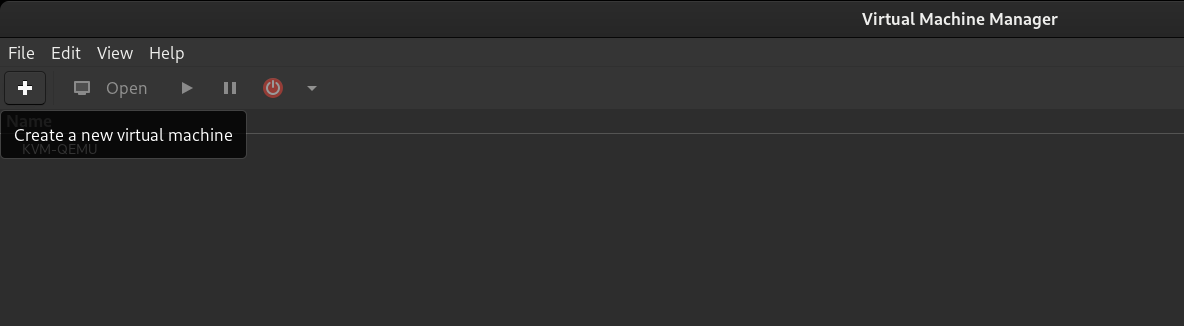 Virtual Machine Manager
File Edit View Help
Open
Name
Create a new virtual machine
KVM-QEMU